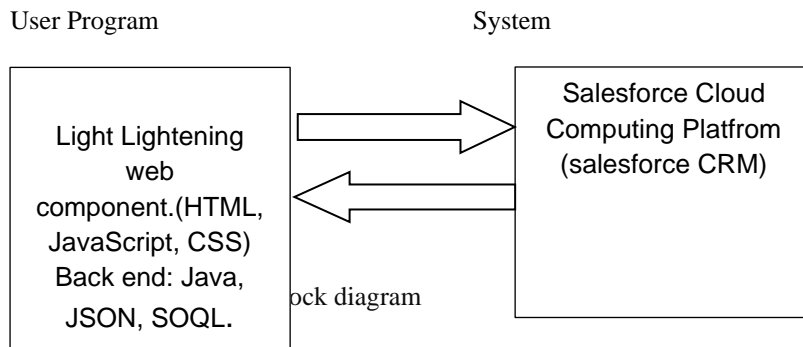 User Program
System
Light Lightening
web
component.(HTML,
JavaScript, CSS)
Back end: Java,
JSON, SOQL.
Salesforce Cloud
Computing Platfrom
(salesforce CRM)
diagram